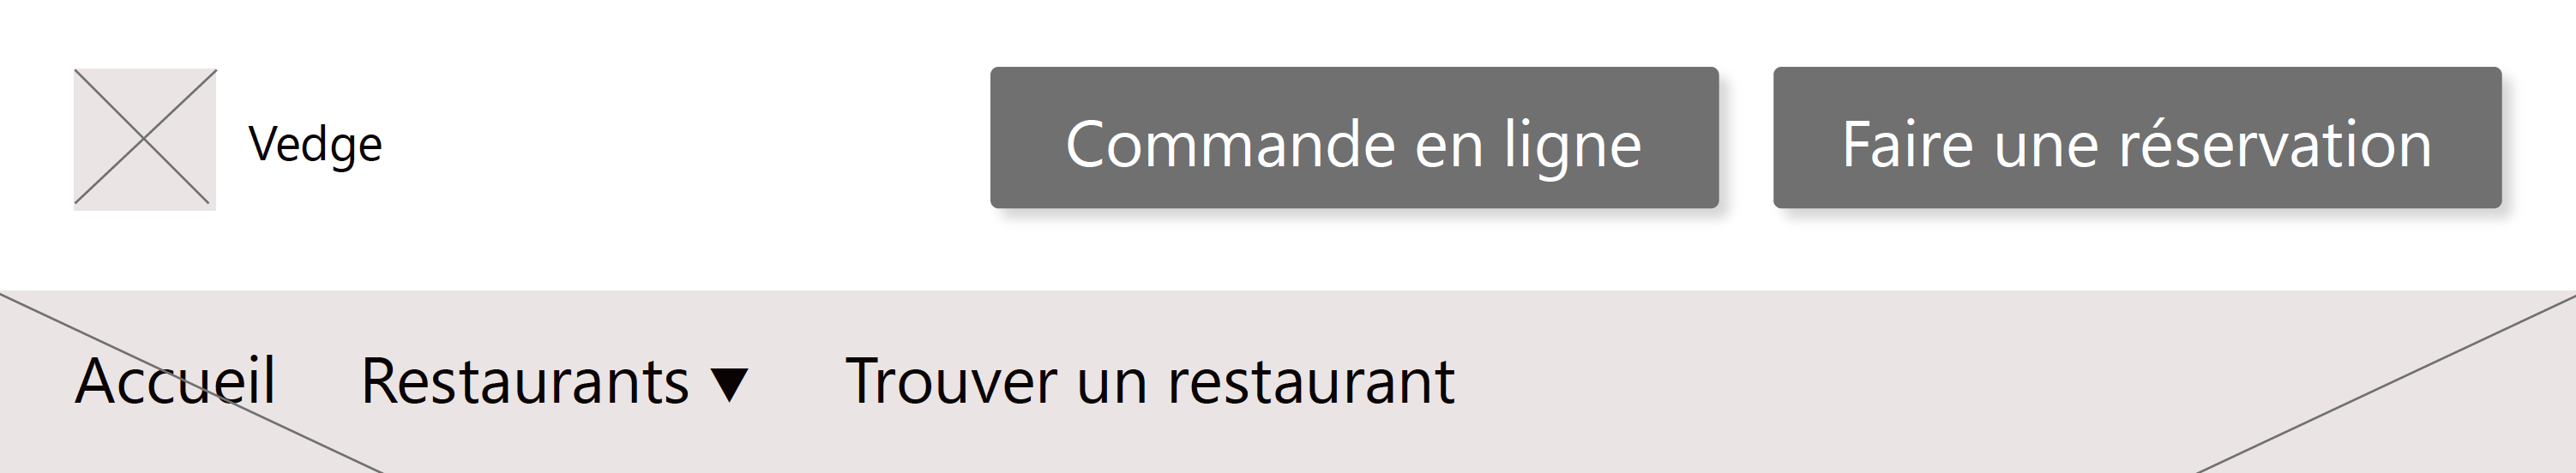 Vedge
Commande en ligne
Faire une réservation
Accueil
Restaurants ▼
Trouver un restaurant